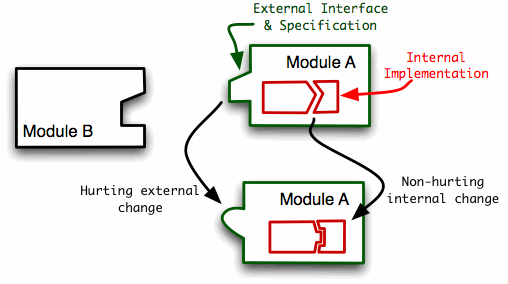 External Interface
& Specification
Module A
Internal
Implementation
Module B
Hurting external
change
Module A
Non-hurting
internal change